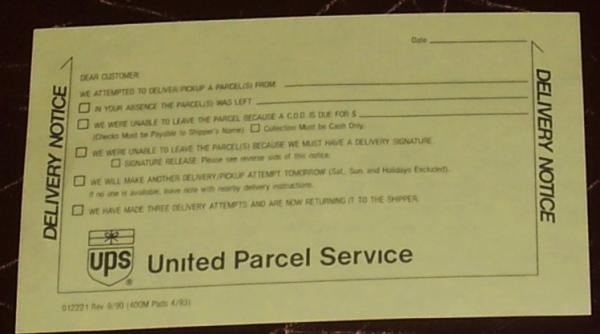 Date
DEAR CUSTOMER:
WE ATTEMPTED TO DELIVER/PICKUP A PARCEL(S) FROM:
IN YOUR ABSENCE THE PARCEL(S) WAS LEFT
WE WERE UNABLE TO LEAVE THE PARCEL BECAUSE A C.O.D. IS DUE FOR $
(Checks Must be Payable to Shipper's Name) Collection Must be Cash Only.
WE WERE UNABLE TO LEAVE THE PARCEL(S) BECAUSE WE MUST HAVE A DELIVERY SIGNATURE.
SIGNATURE RELEASE: Please see reverse side of this notice.
WE WILL MAKE ANOTHER DELIVERY/PICKUP ATTEMPT TOMORROW (Sat., Sun. and Holidays Excluded).
If no one is available, leave note with nearby delivery instructions.
WE HAVE MADE THREE DELIVERY ATTEMPTS AND ARE NOW RETURNING IT TO THE SHIPPER.
DELIVERY NOTICE
DELIVERY NOTICE
ups ® United Parcel Service
012221 Rev. 9/90 (400M Pads 4/93)